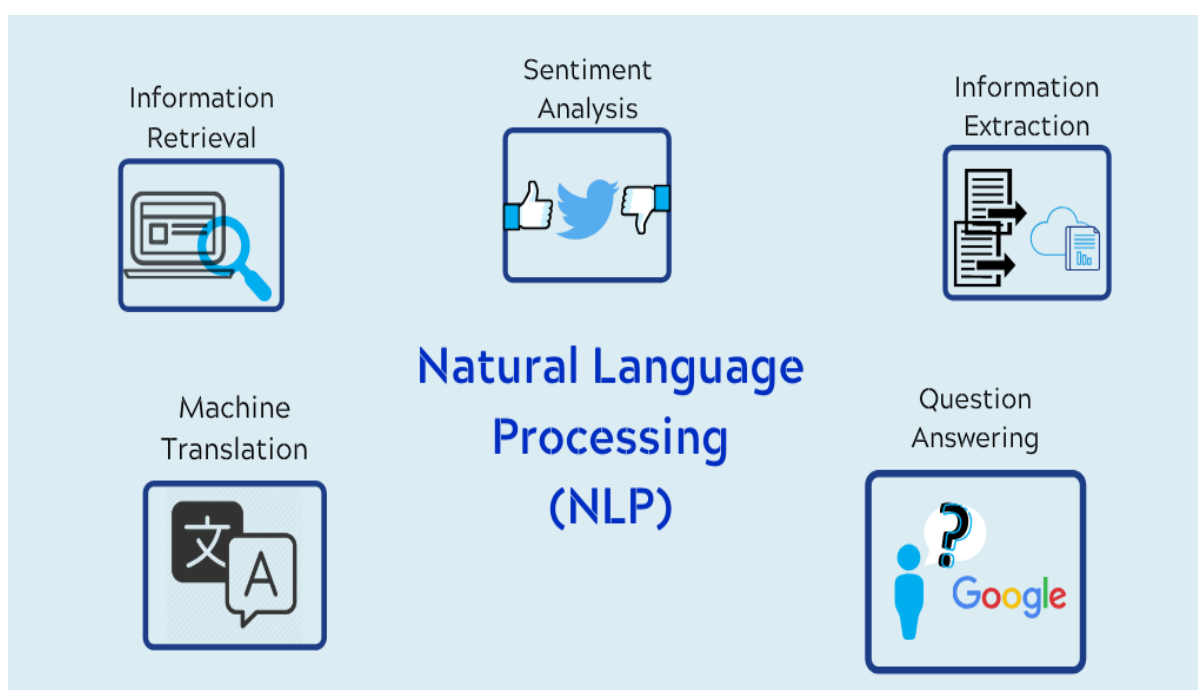 Sentiment
Analysis
Information
Retrieval
Information
Extraction
Natural Language
Processing
(NLP)
Machine
Translation
文
A
Question
Answering
?
Google